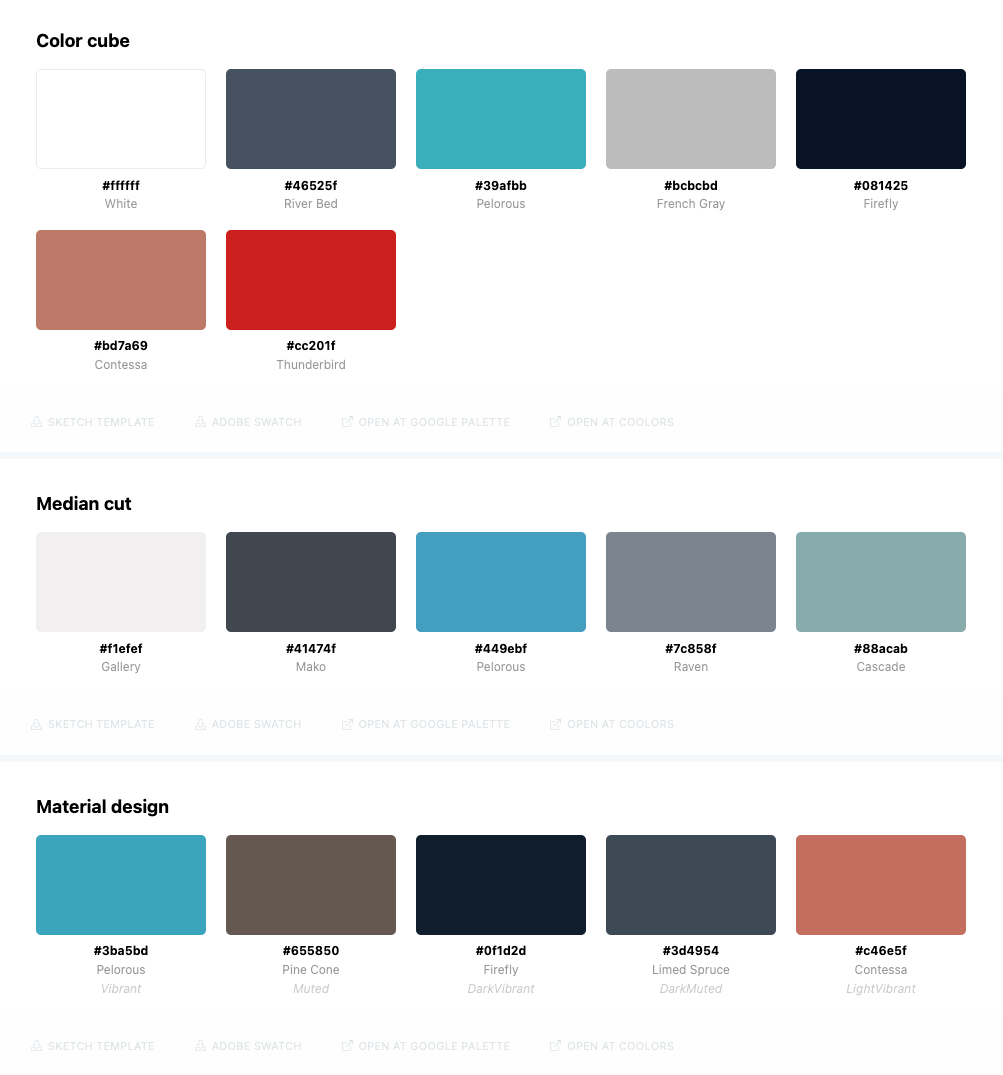 Color cube
#ffffff #46525f #39afbb #bcbcbd #081425
White River Bed Pelorous French Gray Firefly
#bd7a69 #cc201f
Contessa Thunderbird
SKETCH TEMPLATE ADOBE SWATCH OPEN AT GOOGLE PALETTE OPEN AT COOLORS
Median cut
#f1efef #41474f #449ebf #7c858f #88acab
Gallery Mako Pelorous Raven Cascade
SKETCH TEMPLATE ADOBE SWATCH OPEN AT GOOGLE PALETTE OPEN AT COOLORS
Material design
#3ba5bd #655850 #0f1d2d #3d4954 #c46e5f
Pelorous Pine Cone Firefly Limed Spruce Contessa
Vibrant Muted DarkVibrant DarkMuted LightVibrant
SKETCH TEMPLATE ADOBE SWATCH OPEN AT GOOGLE PALETTE OPEN AT COOLORS